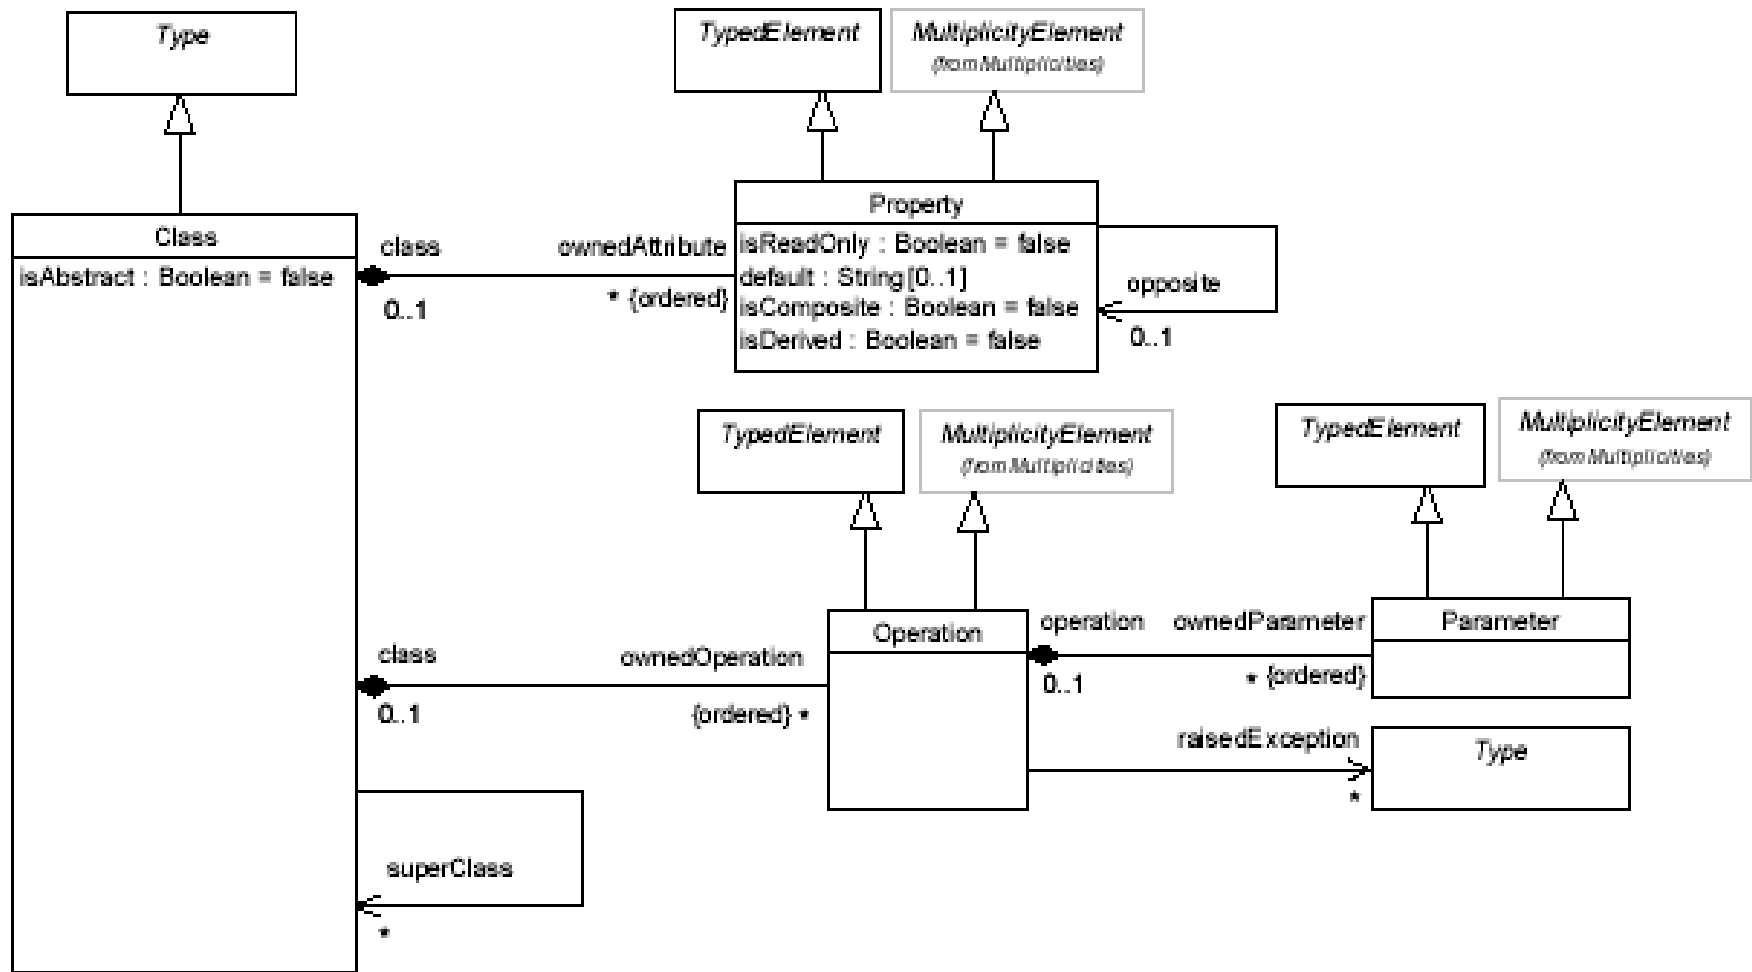 Type
TypedElement
MultiplicityElement
(from Multiplicities)
Class
isAbstract : Boolean = false
class
0..1
ownedAttribute
* {ordered}
Property
isReadOnly : Boolean = false
default : String[0..1]
isComposite : Boolean = false
isDerived : Boolean = false
opposite
0..1
TypedElement
MultiplicityElement
(from Multiplicities)
TypedElement
MultiplicityElement
(from Multiplicities)
class
0..1
ownedOperation
{ordered} *
Operation
operation
0..1
ownedParameter
* {ordered}
Parameter
raisedException
*
Type
superClass
*